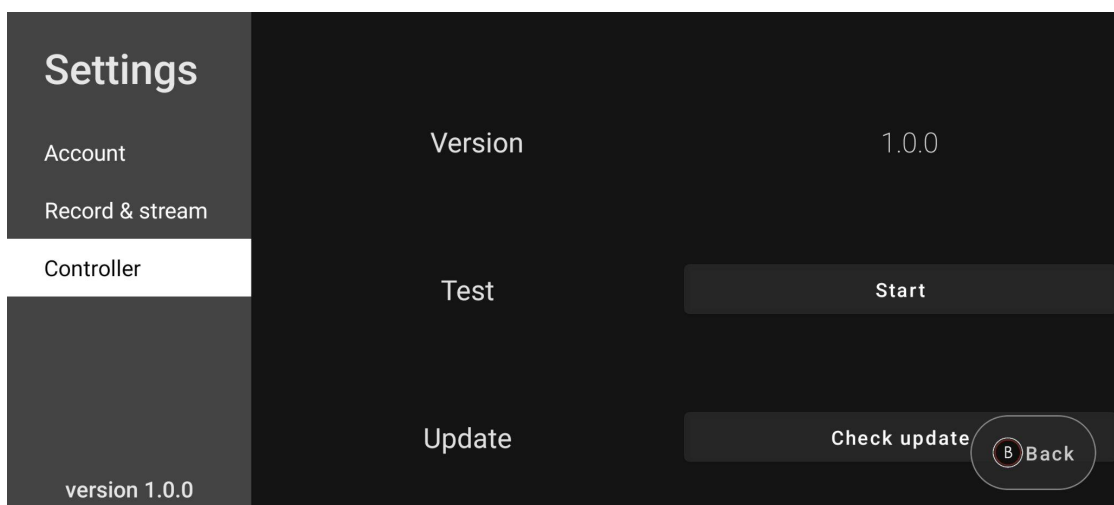 Settings
Account
Record & stream
Controller
version 1.0.0
Version 1.0.0
Test Start
Update Check update
B Back